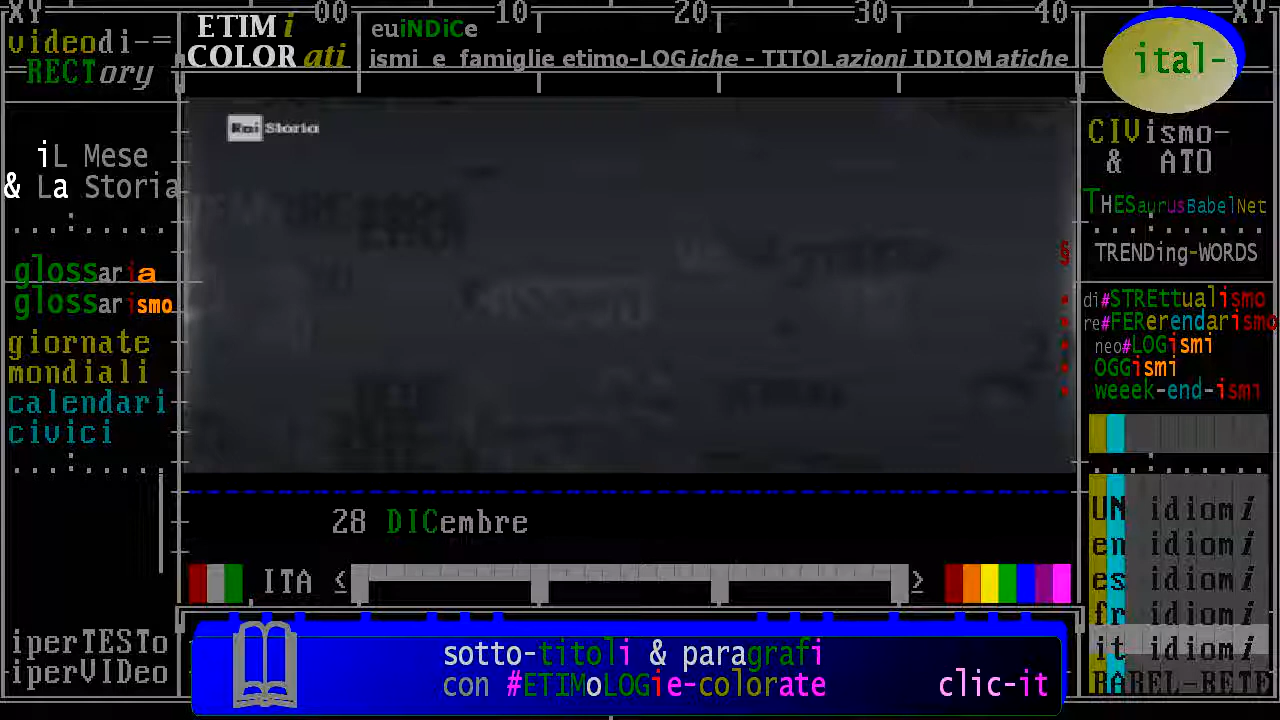 XY 00 10 20 30 40 XY
videodi-=
-RECTory
ETIMi
COLORati
euiNDiCe
ismi e famiglie etimo-LOGiche - TITOLazioni IDIOMatiche
ital-
Rai Storia
iL Mese
& La Storia
glossaria
glossarismo
giornate
mondiali
calendari
civici
CIVismo-
& ATO
THESaurusBabelNet
TRENDing-WORDS
di#STREttualismo
re#FERerendarismo
neo#LOGismi
OGGismi
weeek-end-ismi
UN idiomi
en idiomi
es idiomi
fr idiomi
it idiomi
28 DICembre
ITA < >
iperTESTo
iperVIDeo
sotto-titoli & paragrafi
con #ETIMoLOGie-colorate
clic-it